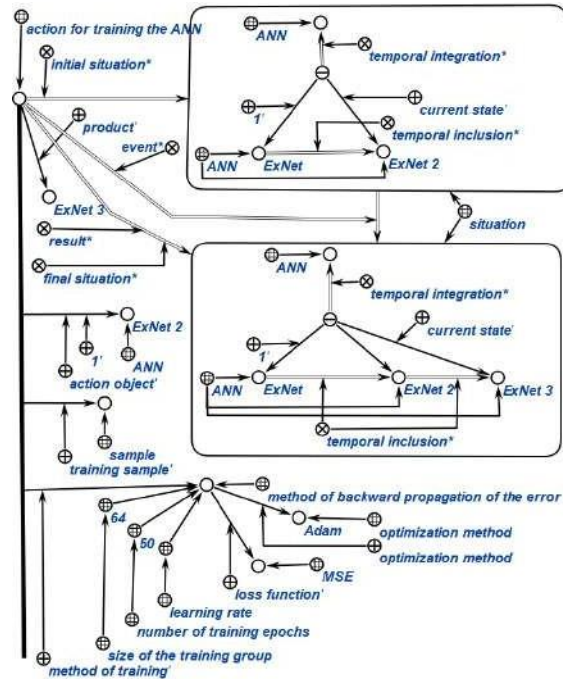 action for training the ANN
initial situation*
product'
event*
ExNet 3
result*
final situation*
ANN
temporal integration*
1'
current state'
temporal inclusion*
ANN
ExNet
ExNet 2
situation
ANN
temporal integration*
current state'
1'
ANN
ExNet
ExNet 2
ExNet 3
temporal inclusion*
ExNet 2
1'
ANN
action object'
sample
training sample'
method of backward propagation of the error
64
50
Adam
optimization method
optimization method
MSE
loss function'
learning rate
number of training epochs
size of the training group
method of training'